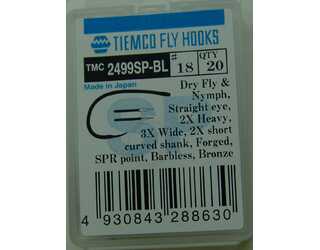 TIEMCO FLY HOOKS
TMC 2499SP-BL # 18 QTY 20
Made in Japan
Dry Fly &
Nymph,
Straight eye,
2X Heavy,
3X Wide, 2X short
curved shank, Forged,
SPR point, Barbless, Bronze
4 930843 288630